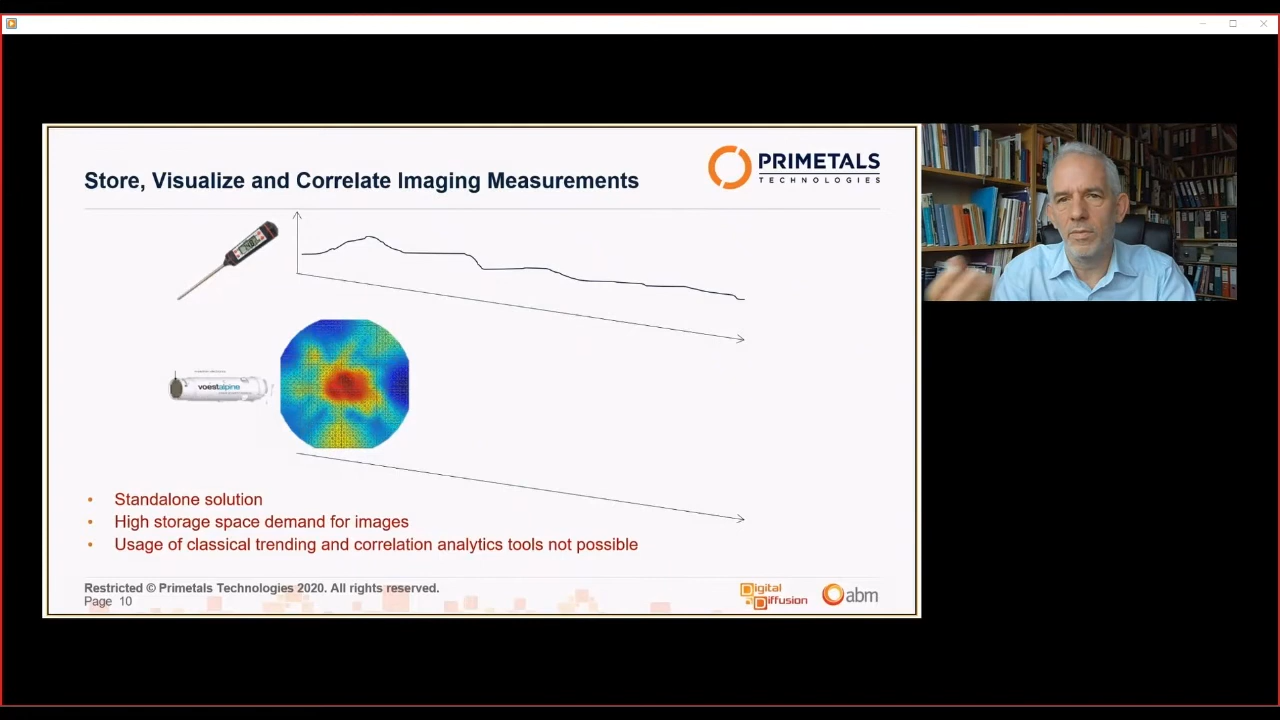 Store, Visualize and Correlate Imaging Measurements
PRIMETALS
TECHNOLOGIES
voestalpine
• Standalone solution
• High storage space demand for images
• Usage of classical trending and correlation analytics tools not possible
Restricted © Primetals Technologies 2020. All rights reserved.
Page 10
Digital
Diffusion
abm